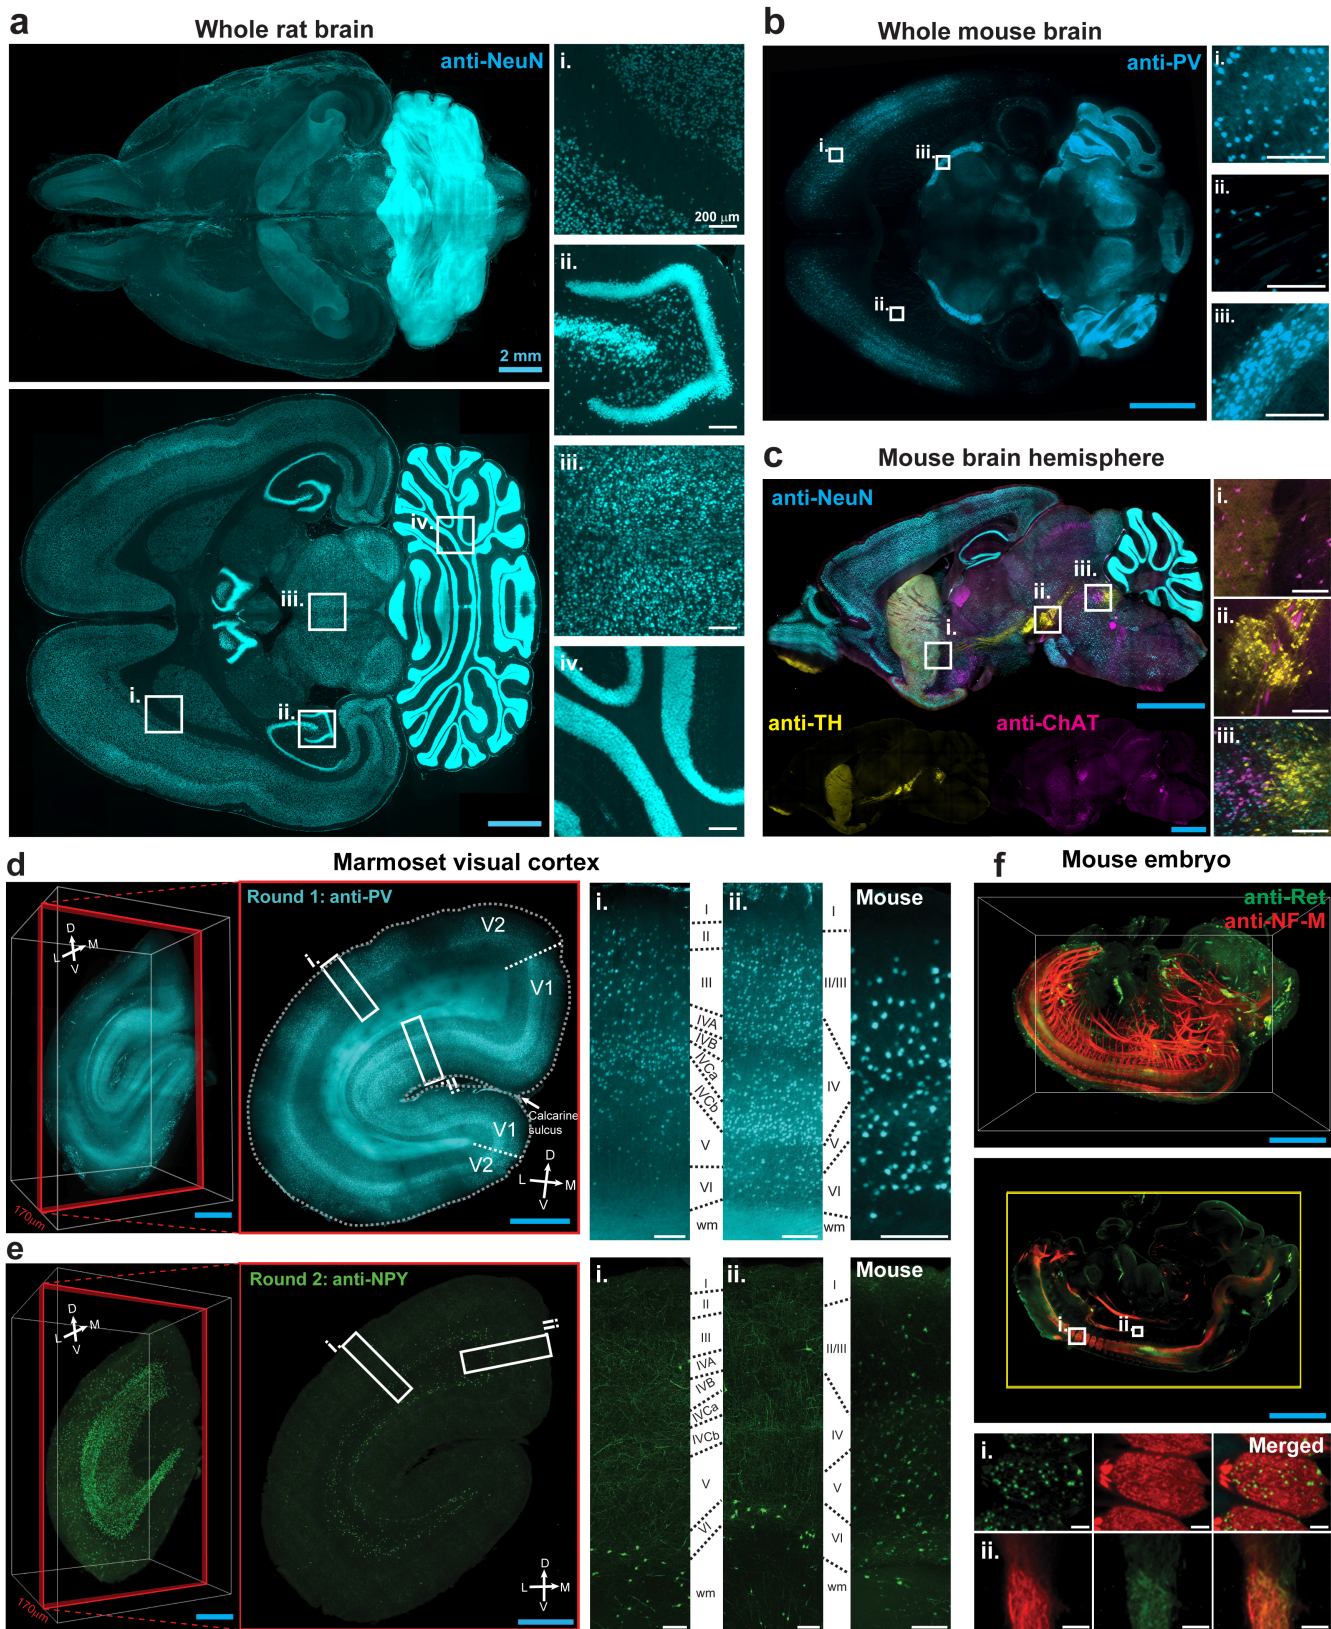 a
Whole rat brain
anti-NeuN
2 mm
i.
200 μm
ii.
iii.
iv.
iv.
iii.
i.
ii.
b
Whole mouse brain
anti-PV
i.
iii.
ii.
i.
ii.
iii.
c
Mouse brain hemisphere
anti-NeuN
i.
ii.
iii.
anti-TH
anti-ChAT
i.
ii.
iii.
d
Marmoset visual cortex
D
L
M
V
170μm
Round 1: anti-PV
V2
V1
i.
ii.
Calcarine
sulcus
V1
V2
D
L
M
V
i.
I
II
III
IVA
IVB
IVCa
IVCb
V
VI
wm
ii.
I
II/III
IV
V
VI
wm
Mouse
e
D
L
M
V
170μm
Round 2: anti-NPY
i.
ii.
D
L
M
V
i.
I
II
III
IVA
IVB
IVCa
IVCb
V
VI
wm
ii.
I
II/III
IV
V
VI
wm
Mouse
f
Mouse embryo
anti-Ret
anti-NF-M
i.
ii.
i.
Merged
ii.